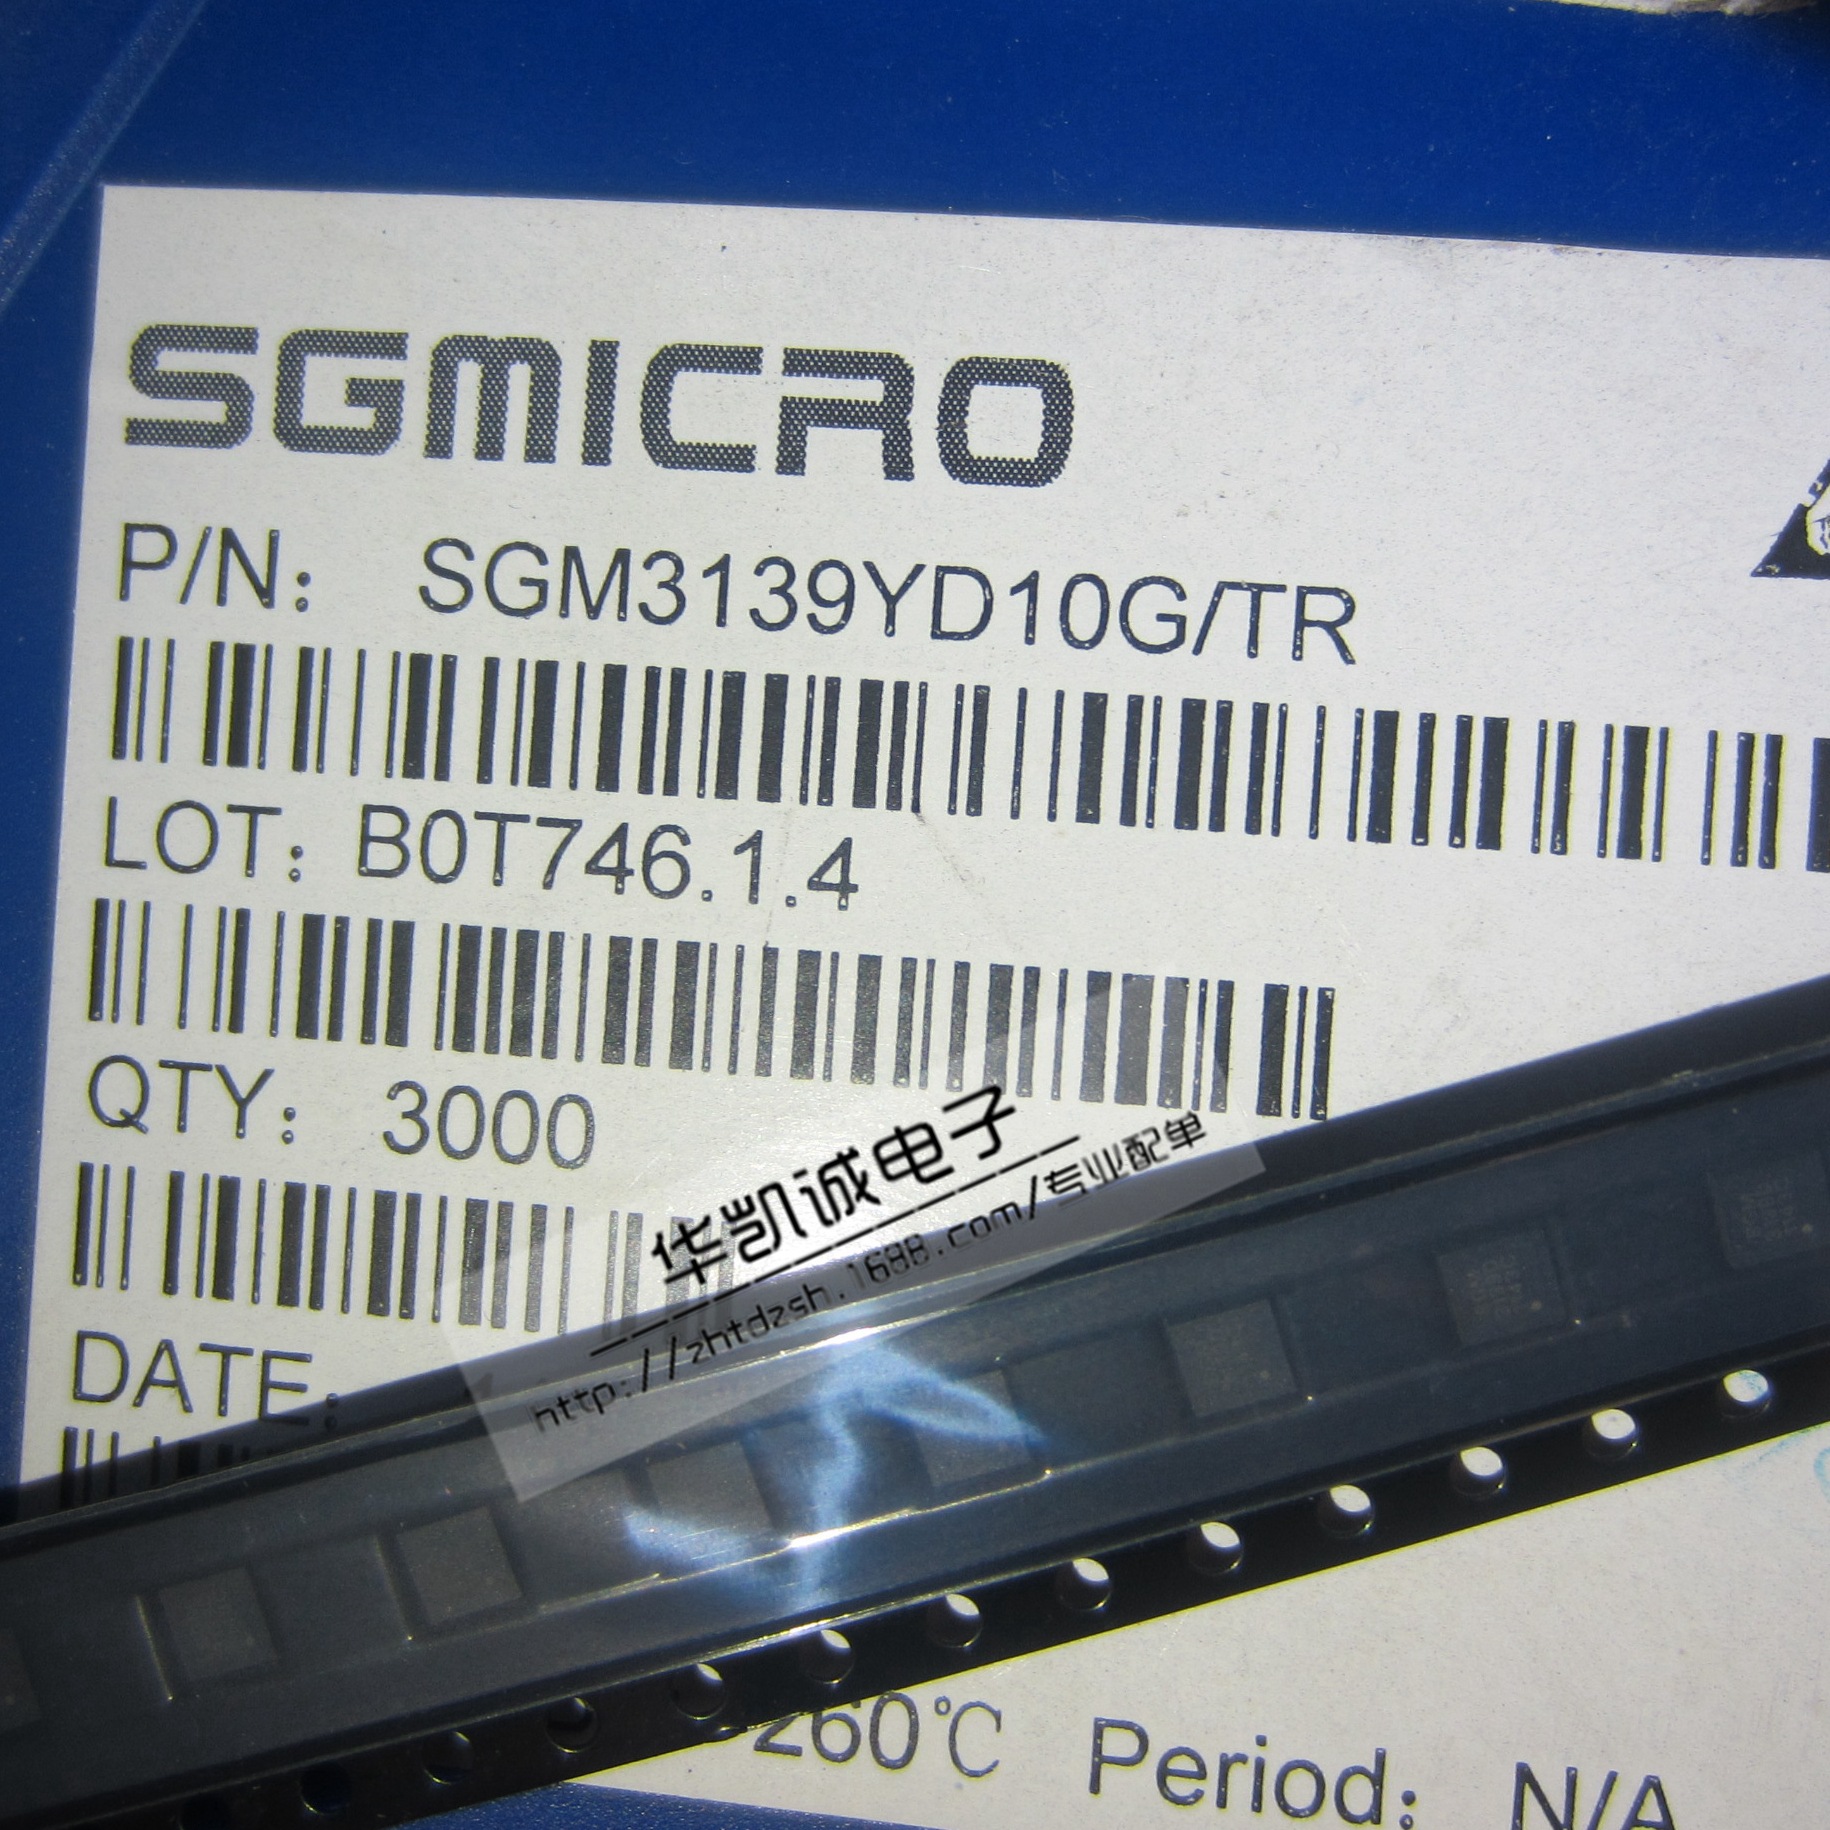 SGMICRO
P/N: SGM3139YD10G/TR
LOT: B0T746.1.4
QTY: 3000
华凯诚电子
http://zhtdzsh.1688.com/专业配单
DATE:
260℃ Period: N/A